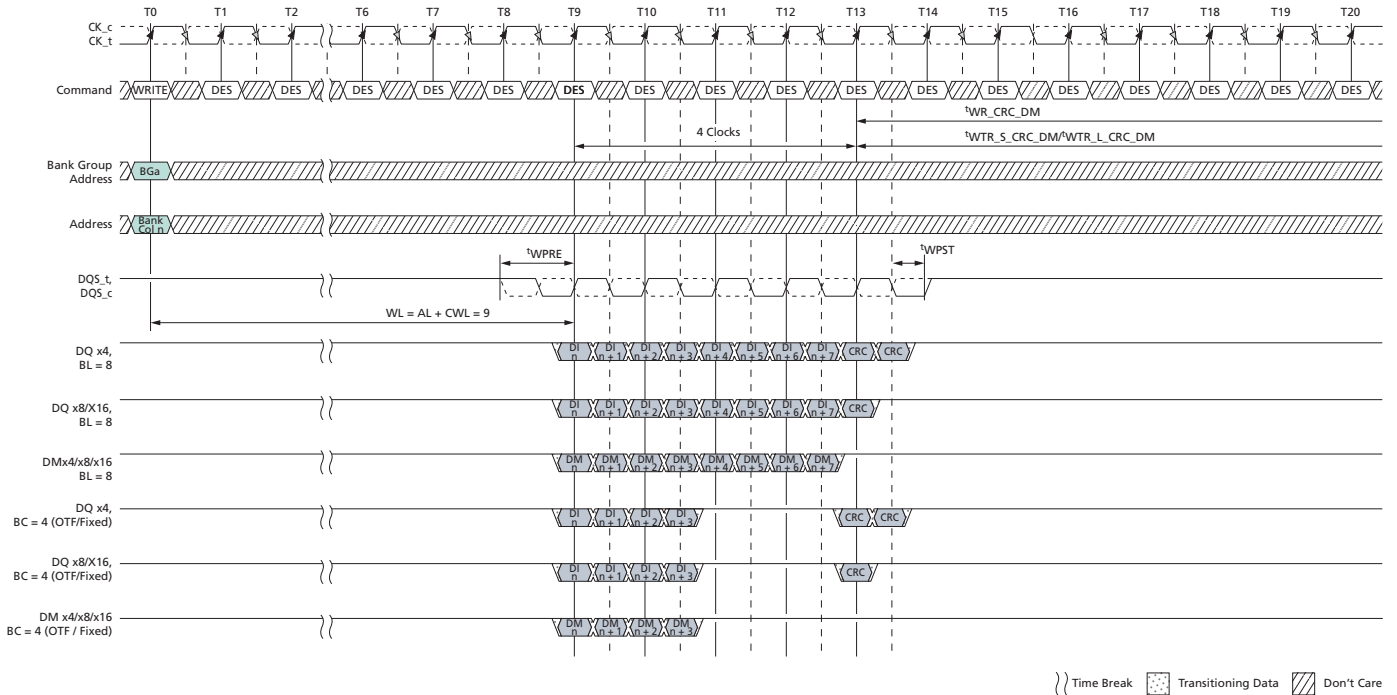 T0 T1 T2 T6 T7 T8 T9 T10 T11 T12 T13 T14 T15 T16 T17 T18 T19 T20
CK_c
CK_t
Command WRITE DES DES DES DES DES DES DES DES DES DES DES DES DES DES DES DES DES
tWR_CRC_DM
4 Clocks tWTR_S_CRC_DM/tWTR_L_CRC_DM
Bank Group
Address
BGa
Address
Bank
Col n
tWPRE tWPST
DQS_t,
DQS_c
WL = AL + CWL = 9
DQ x4,
BL = 8
DI n DI n + 1 DI n + 2 DI n + 3 DI n + 4 DI n + 5 DI n + 6 DI n + 7 CRC CRC
DQ x8/X16,
BL = 8
DI n DI n + 1 DI n + 2 DI n + 3 DI n + 4 DI n + 5 DI n + 6 DI n + 7 CRC
DMx4/x8/x16
BL = 8
DM n DM n + 1 DM n + 2 DM n + 3 DM n + 4 DM n + 5 DM n + 6 DM n + 7
DQ x4,
BC = 4 (OTF/Fixed)
DI n DI n + 1 DI n + 2 DI n + 3 CRC CRC
DQ x8/X16,
BC = 4 (OTF/Fixed)
DI n DI n + 1 DI n + 2 DI n + 3 CRC
DM x4/x8/x16
BC = 4 (OTF / Fixed)
DM n DM n + 1 DM n + 2 DM n + 3
Time Break Transitioning Data Don't Care